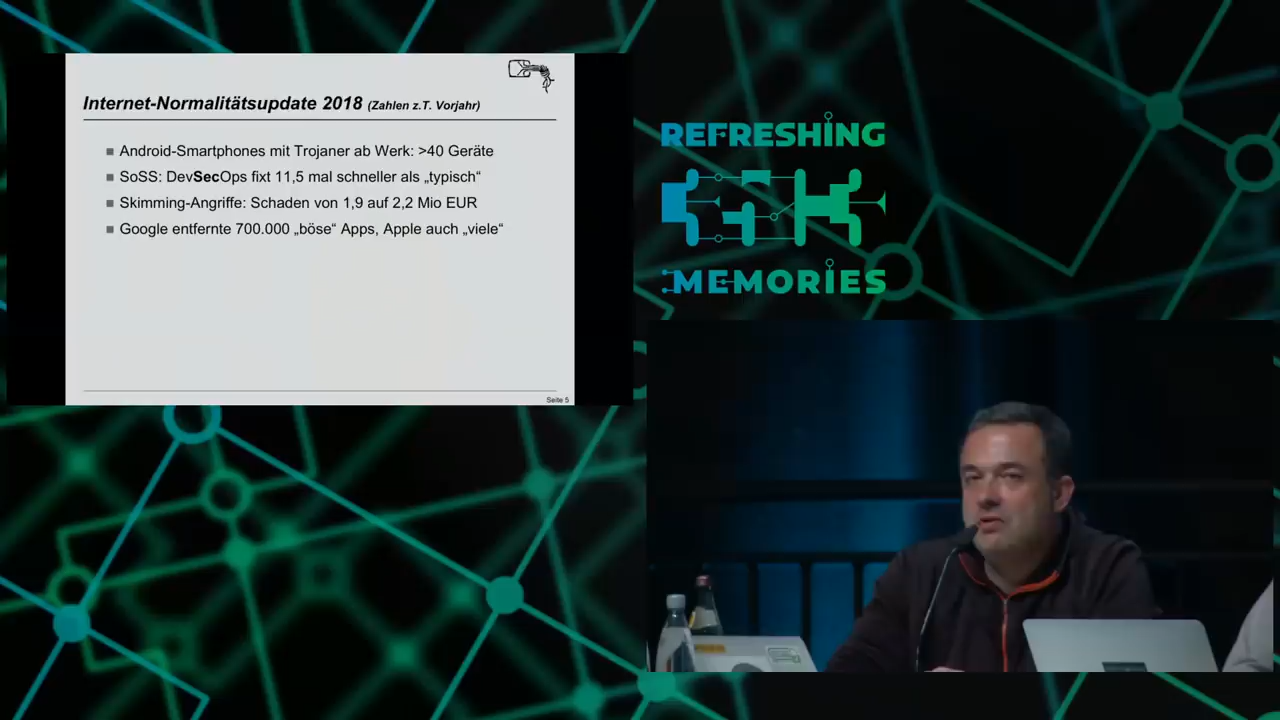 Internet-Normalitätsupdate 2018 (Zahlen z.T. Vorjahr)
Android-Smartphones mit Trojaner ab Werk: >40 Geräte
SoSS: DevSecOps fixt 11,5 mal schneller als „typisch“
Skimming-Angriffe: Schaden von 1,9 auf 2,2 Mio EUR
Google entfernte 700.000 „böse“ Apps, Apple auch „viele“
Seite 5
REFRESHING
MEMORIES